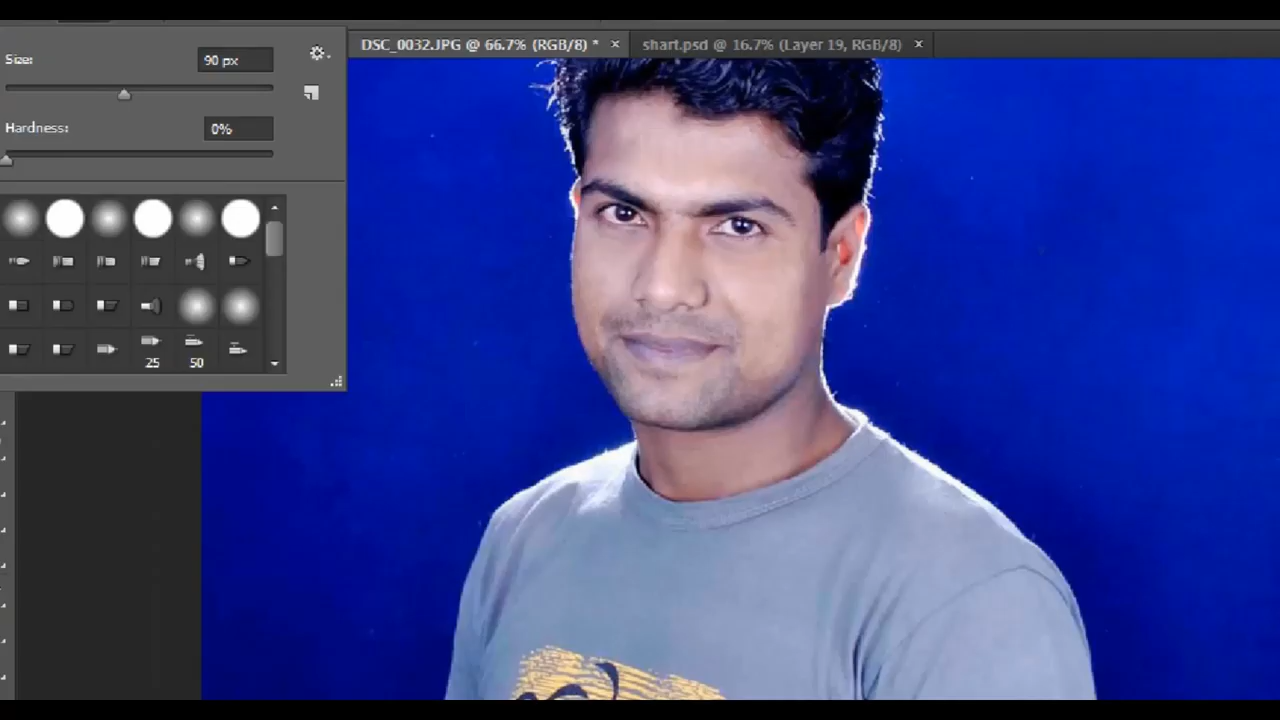 DSC_0032.JPG @ 66.7% (RGB/8) * × shart.psd @ 16.7% (Layer 19, RGB/8) ×
Size: 90 px
Hardness: 0%
25 50